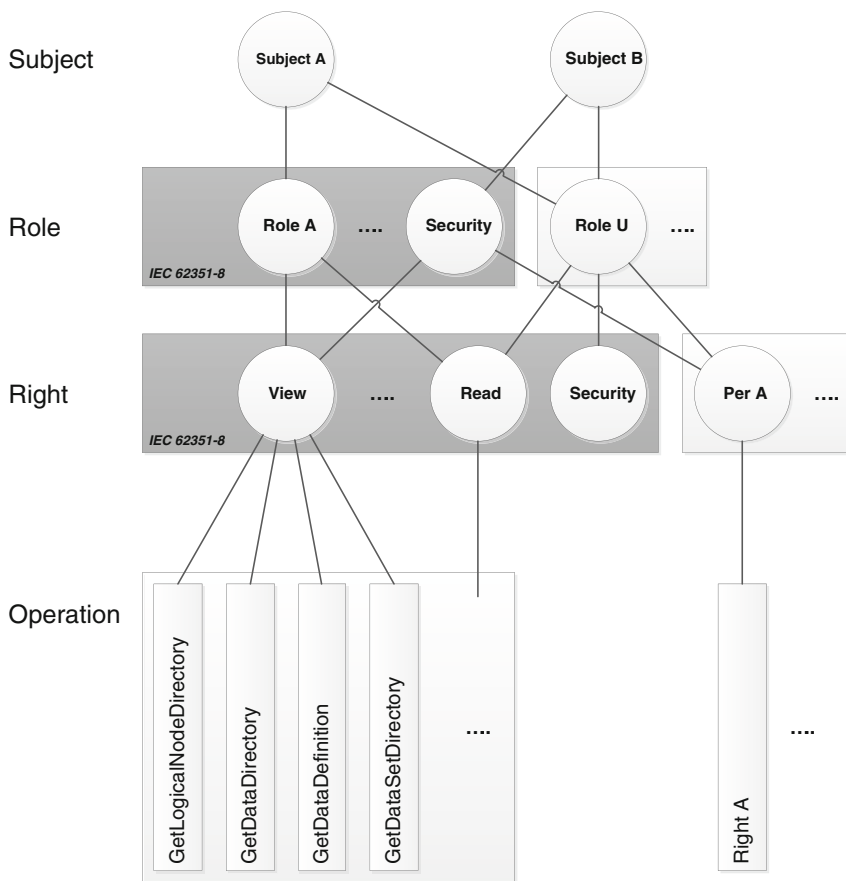 Subject
Subject A
Subject B
Role
Role A
....
Security
Role U
....
IEC 62351-8
Right
View
....
Read
Security
Per A
....
IEC 62351-8
Operation
GetLogicalNodeDirectory
GetDataDirectory
GetDataDefinition
GetDataSetDirectory
....
Right A
....